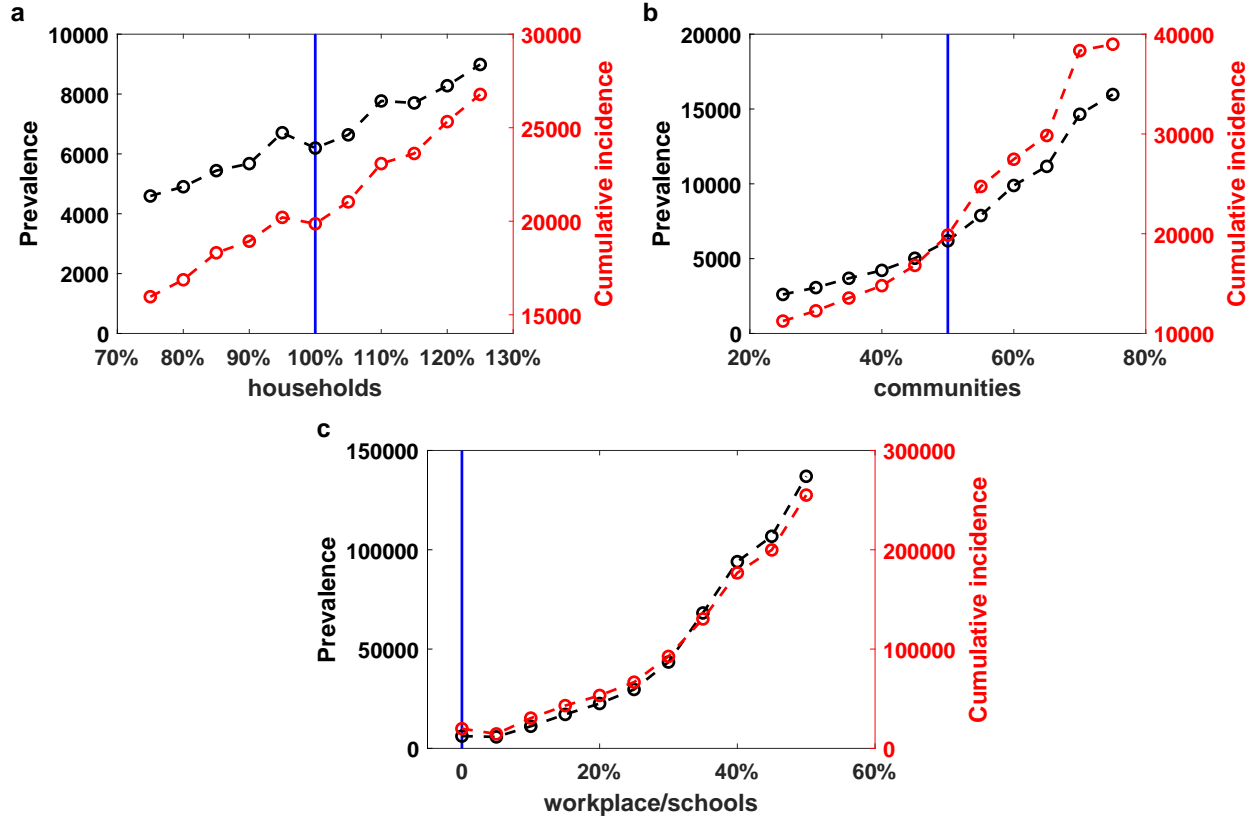 a
10000
8000
6000
4000
2000
0
Prevalence
30000
25000
20000
15000
Cumulative incidence
70% 80% 90% 100% 110% 120% 130%
households
b
20000
15000
10000
5000
0
Prevalence
40000
30000
20000
10000
Cumulative incidence
20% 40% 60% 80%
communities
c
150000
100000
50000
0
Prevalence
300000
200000
100000
0
Cumulative incidence
0 20% 40% 60%
workplace/schools